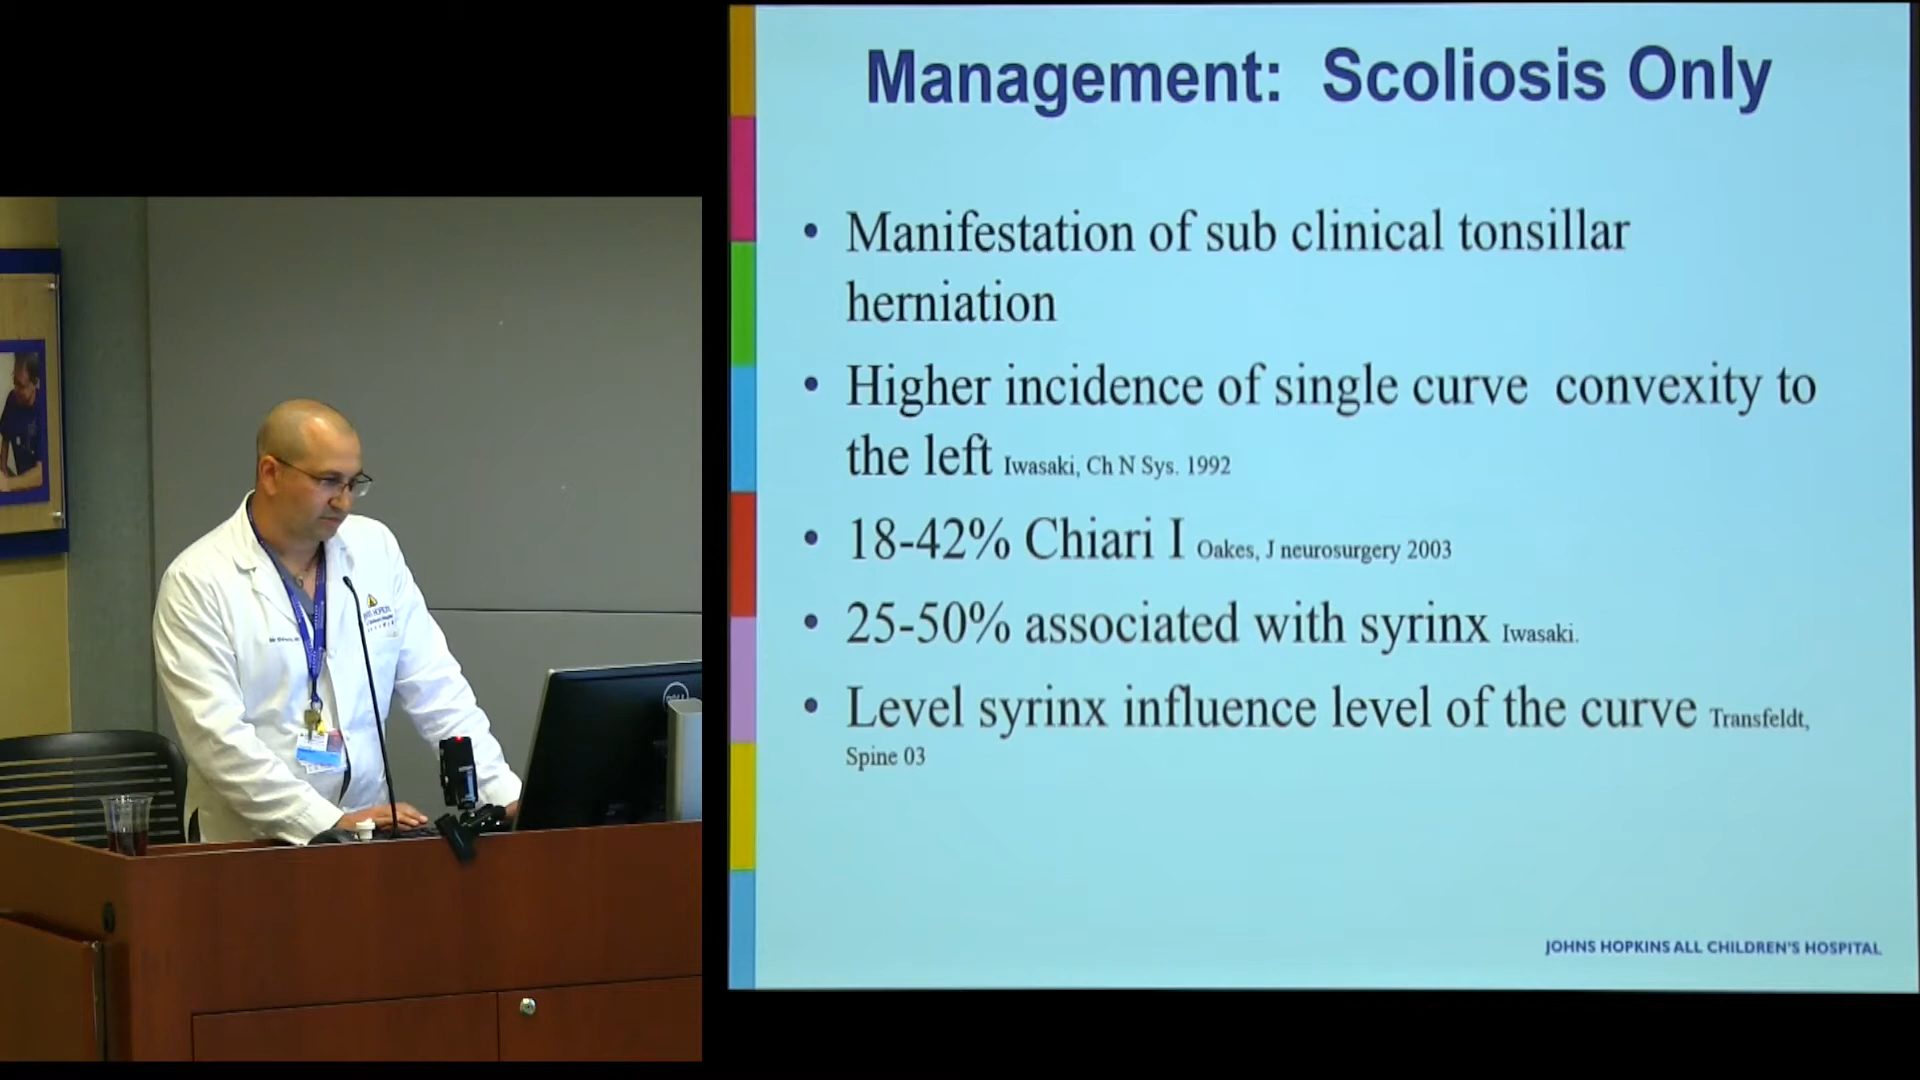 Management: Scoliosis Only
• Manifestation of sub clinical tonsillar
herniation
• Higher incidence of single curve convexity to
the left Iwasaki, Ch N Sys. 1992
• 18-42% Chiari I Oakes, J neurosurgery 2003
• 25-50% associated with syrinx Iwasaki.
• Level syrinx influence level of the curve Transfeldt,
Spine 03
JOHNS HOPKINS ALL CHILDREN'S HOSPITAL
DELL